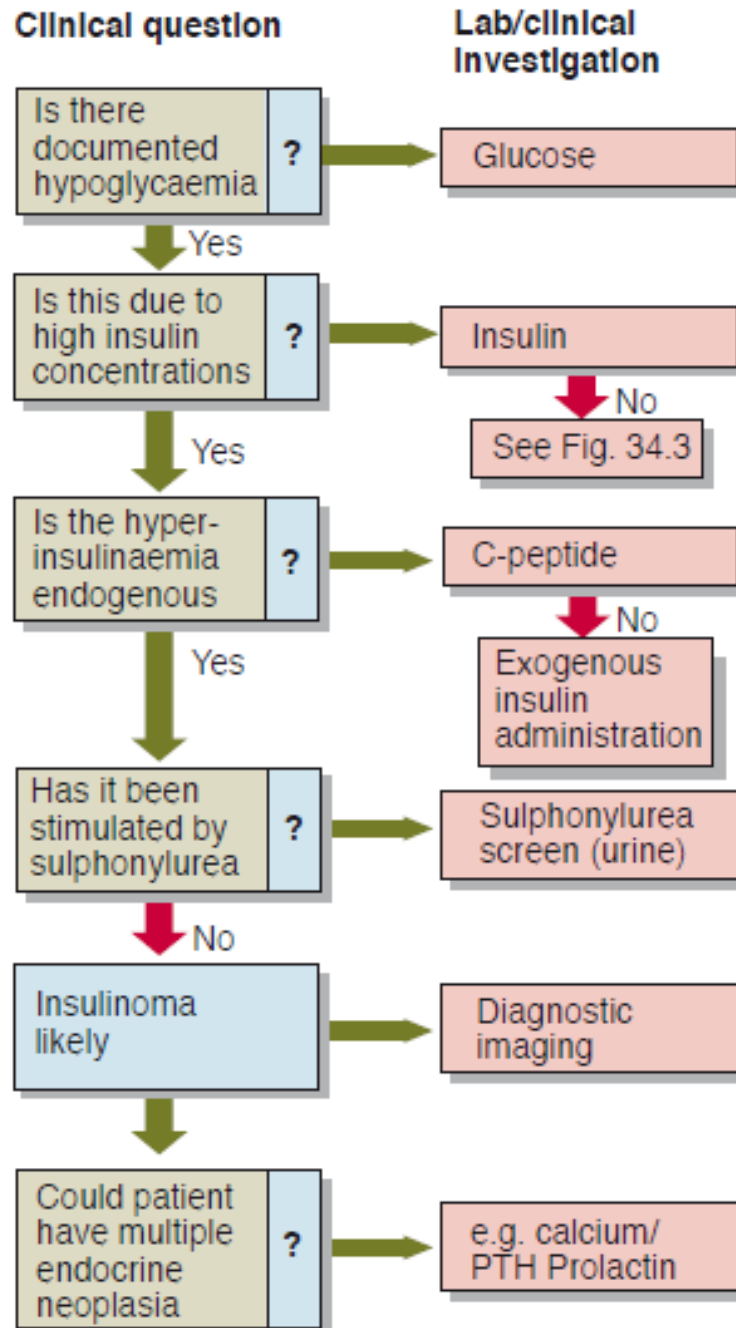 Clinical question
Lab/clinical
investigation
Is there
documented
hypoglycaemia
?
Glucose
Yes
Is this due to
high insulin
concentrations
?
Insulin
No
See Fig. 34.3
Yes
Is the hyper-
insulinaemia
endogenous
?
C-peptide
No
Exogenous
insulin
administration
Yes
Has it been
stimulated by
sulphonylurea
?
Sulphonylurea
screen (urine)
No
Insulinoma
likely
Diagnostic
imaging
Could patient
have multiple
endocrine
neoplasia
?
e.g. calcium/
PTH Prolactin